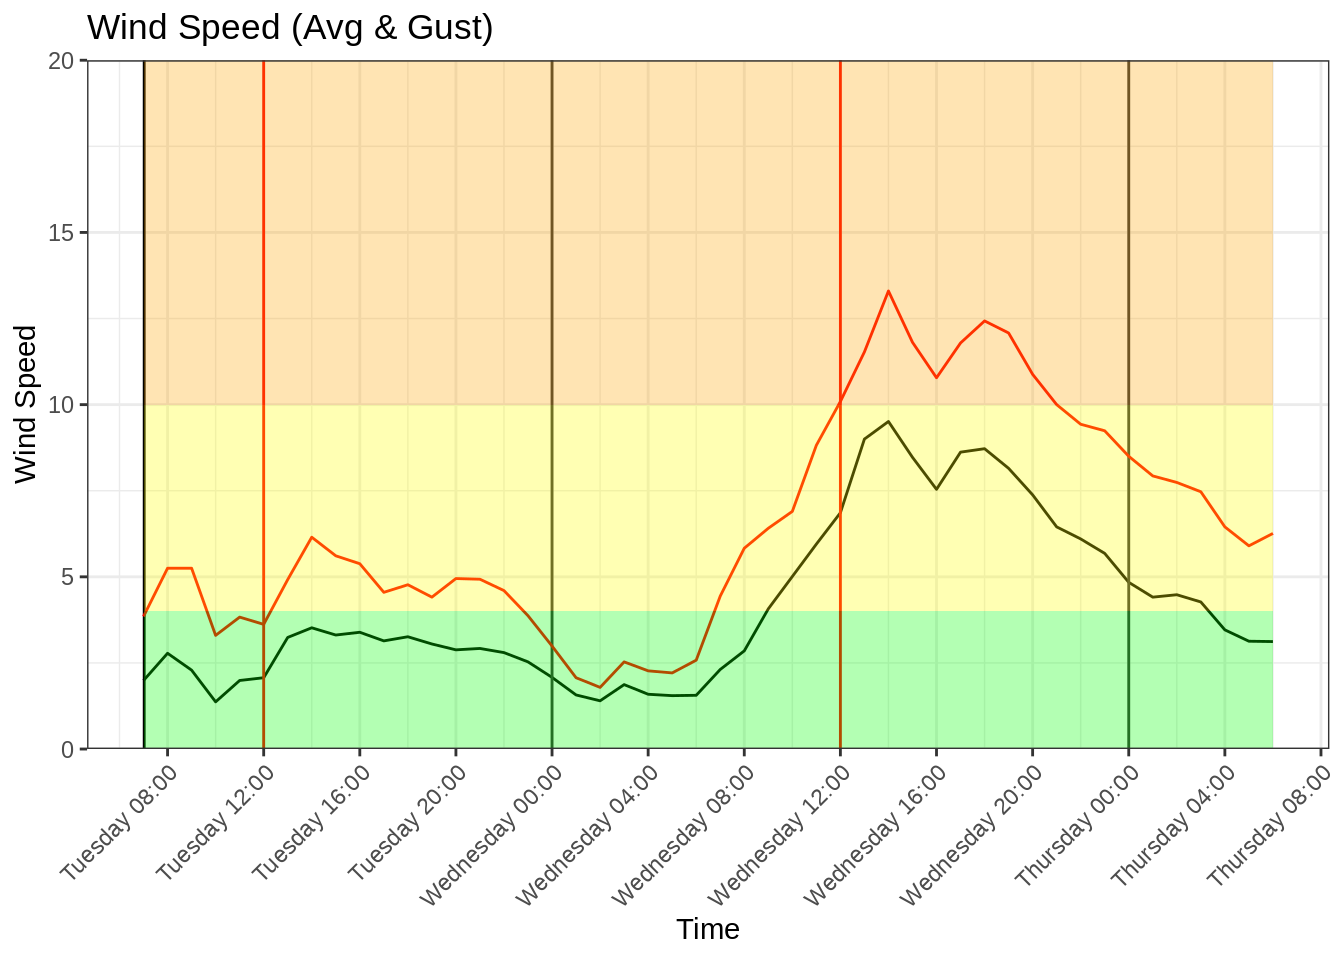 Wind Speed (Avg & Gust)
Wind Speed
20
15
10
5
0
Tuesday 08:00
Tuesday 12:00
Tuesday 16:00
Tuesday 20:00
Wednesday 00:00
Wednesday 04:00
Wednesday 08:00
Wednesday 12:00
Wednesday 16:00
Wednesday 20:00
Thursday 00:00
Thursday 04:00
Thursday 08:00
Time